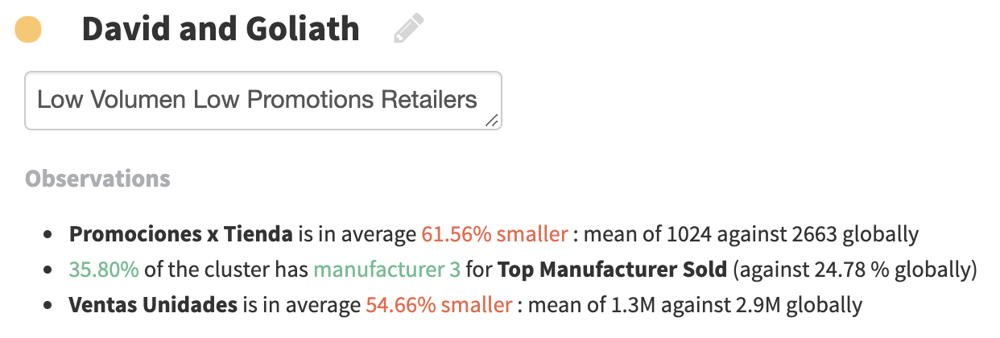 David and Goliath
Low Volumen Low Promotions Retailers
Observations
• Promociones x Tienda is in average 61.56% smaller : mean of 1024 against 2663 globally
• 35.80% of the cluster has manufacturer 3 for Top Manufacturer Sold (against 24.78 % globally)
• Ventas Unidades is in average 54.66% smaller : mean of 1.3M against 2.9M globally